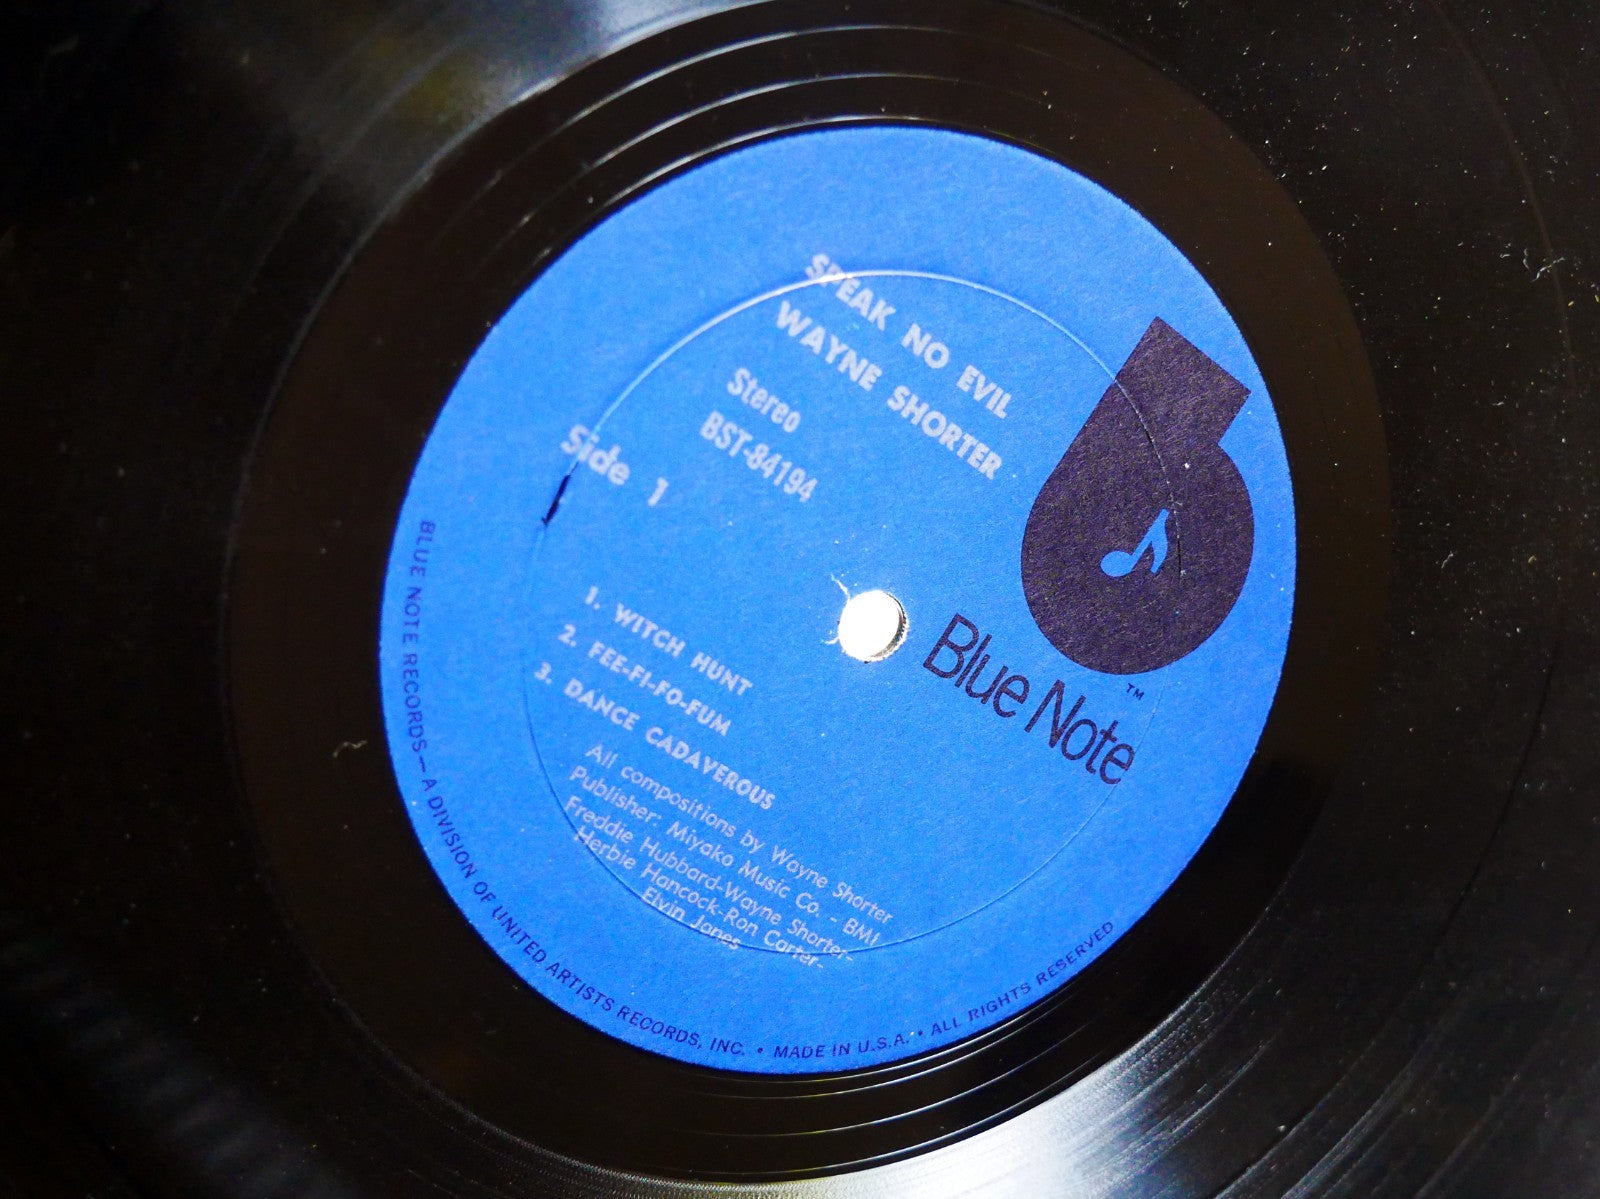 SPEAK NO EVIL
WAYNE SHORTER
Stereo
BST-84194
Side 1
Blue Note
TM
1. WITCH HUNT
2. FEE-FI-FO-FUM
3. DANCE CADAVEROUS
All compositions by Wayne Shorter
Publisher: Miyako Music Co. - BMI
Freddie Hubbard-Wayne Shorter-
Herbie Hancock-Ron Carter-
Elvin Jones
BLUE NOTE RECORDS—A DIVISION OF UNITED ARTISTS RECORDS, INC. • MADE IN U.S.A. • ALL RIGHTS RESERVED